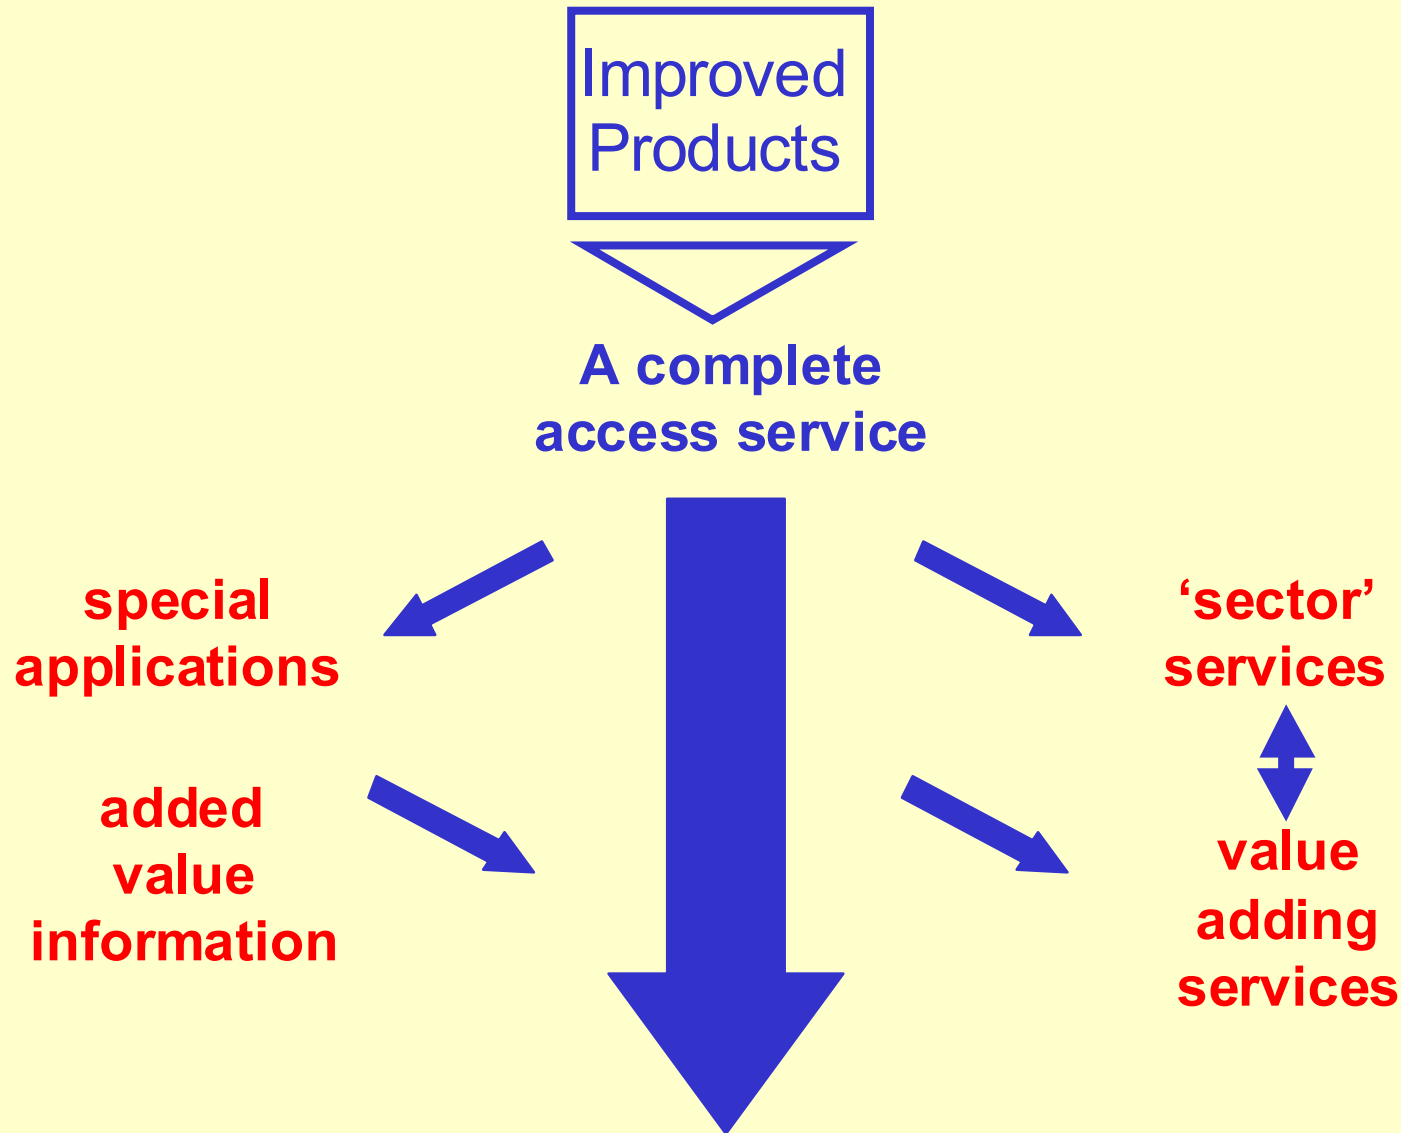 Improved
Products
A complete
access service
special
applications
‘sector’
services
added
value
information
value
adding
services